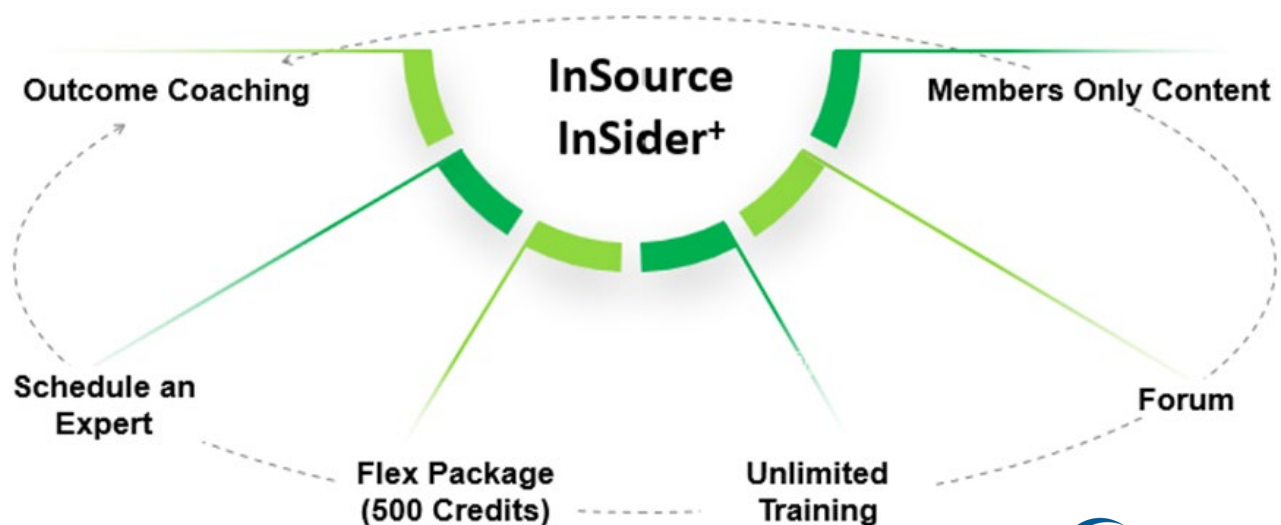 InSource
InSider⁺
Outcome Coaching
Members Only Content
Schedule an
Expert
Forum
Flex Package
(500 Credits)
Unlimited
Training